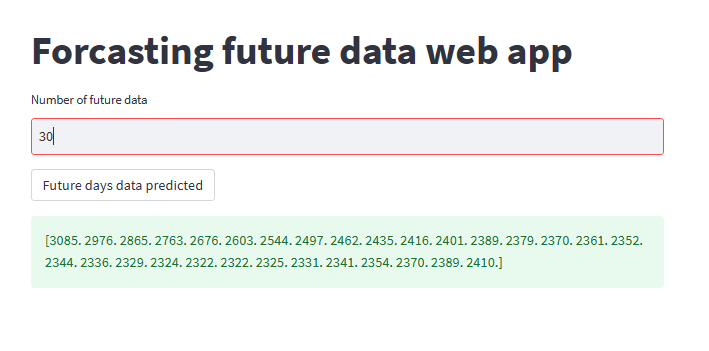 Forcasting future data web app
Number of future data
30
Future days data predicted
[3085. 2976. 2865. 2763. 2676. 2603. 2544. 2497. 2462. 2435. 2416. 2401. 2389. 2379. 2370. 2361. 2352.
2344. 2336. 2329. 2324. 2322. 2322. 2325. 2331. 2341. 2354. 2370. 2389. 2410.]